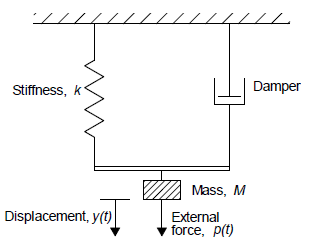 Stiffness, k
Damper
Mass, M
Displacement, y(t)
External
force, p(t)